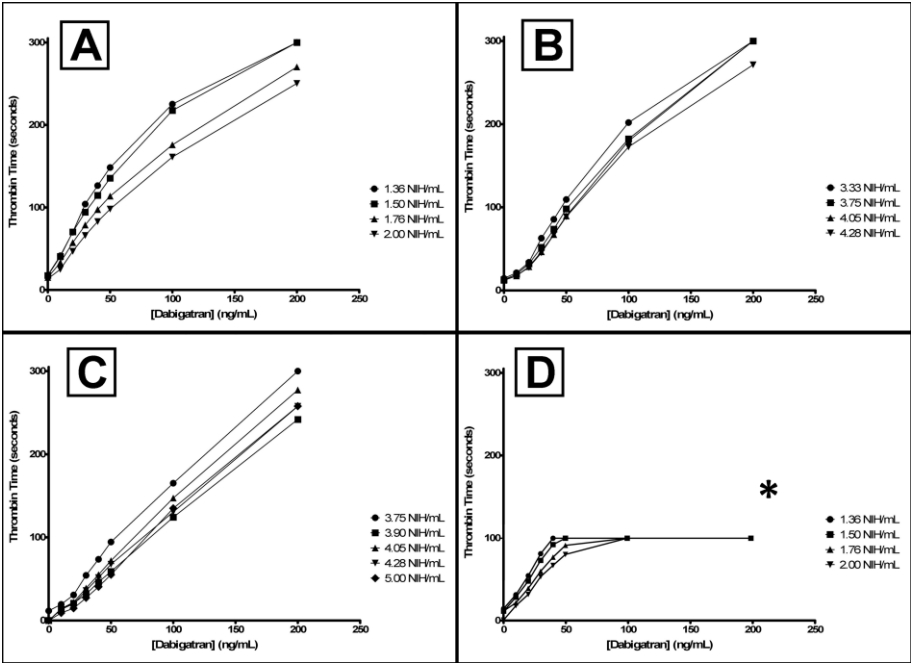 A
Thrombin Time (seconds)
300
200
100
0
0 50 100 150 200 250
[Dabigatran] (ng/mL)
1.36 NIH/mL
1.50 NIH/mL
1.76 NIH/mL
2.00 NIH/mL
B
Thrombin Time (seconds)
300
200
100
0
0 50 100 150 200 250
[Dabigatran] (ng/mL)
3.33 NIH/mL
3.75 NIH/mL
4.05 NIH/mL
4.28 NIH/mL
C
Thrombin Time (seconds)
300
200
100
0
0 50 100 150 200 250
[Dabigatran] (ng/mL)
3.75 NIH/mL
3.90 NIH/mL
4.05 NIH/mL
4.28 NIH/mL
5.00 NIH/mL
D
Thrombin Time (seconds)
300
200
100
0
0 50 100 150 200 250
[Dabigatran] (ng/mL)
*
1.36 NIH/mL
1.50 NIH/mL
1.76 NIH/mL
2.00 NIH/mL